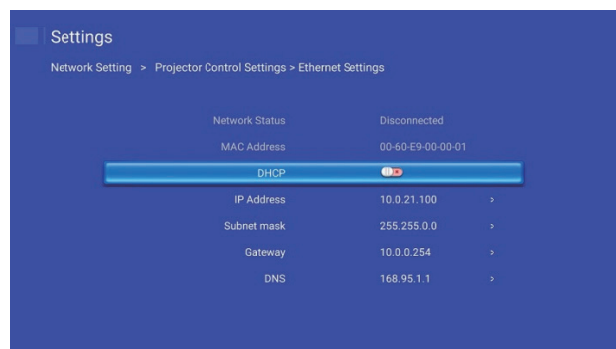 Settings
Network Setting > Projector Control Settings > Ethernet Settings
Network Status Disconnected
MAC Address 00-60-E9-00-00-01
DHCP
IP Address 10.0.21.100 >
Subnet mask 255.255.0.0 >
Gateway 10.0.0.254 >
DNS 168.95.1.1 >